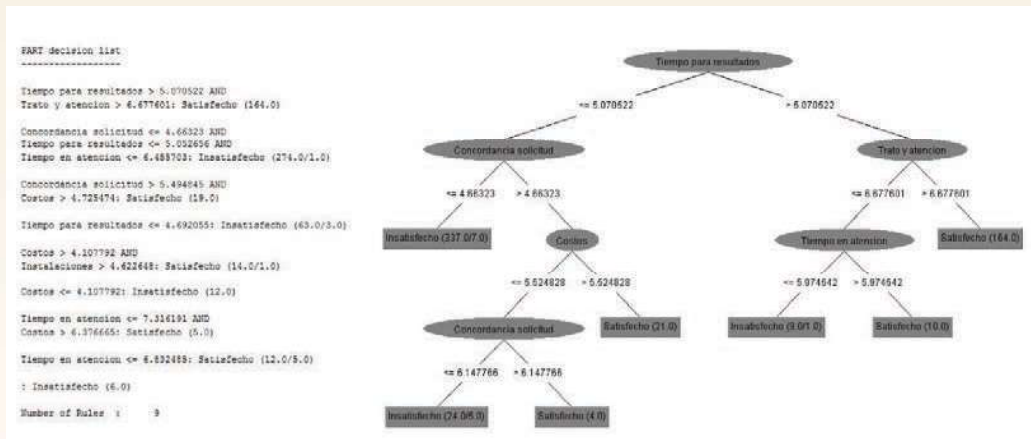 PART decision list
------------------
Tiempo para resultados > 5.070522 AND
Trato y atencion > 6.677601: Satisfecho (164.0)
Concordancia solicitud <= 4.66323 AND
Tiempo para resultados <= 5.052656 AND
Tiempo en atencion <= 6.488703: Insatisfecho (274.0/1.0)
Concordancia solicitud > 5.494845 AND
Costos > 4.725474: Satisfecho (19.0)
Tiempo para resultados <= 4.692055: Insatisfecho (63.0/3.0)
Costos > 4.107792 AND
Instalaciones > 4.622648: Satisfecho (14.0/1.0)
Costos <= 4.107792: Insatisfecho (12.0)
Tiempo en atencion <= 7.316191 AND
Costos > 6.376665: Satisfecho (5.0)
Tiempo en atencion <= 6.832488: Satisfecho (12.0/5.0)
: Insatisfecho (6.0)
Number of Rules : 9
Tiempo para resultados
<= 5.070522 > 5.070522
Concordancia solicitud Trato y atencion
<= 4.66323 > 4.66323 <= 6.677601 > 6.677601
Insatisfecho (337.0/7.0) Costos Tiempo en atencion Satisfecho (164.0)
<= 5.524828 > 5.524828 <= 5.974542 > 5.974542
Concordancia solicitud Satisfecho (21.0) Insatisfecho (9.0/1.0) Satisfecho (10.0)
<= 6.147766 > 6.147766
Insatisfecho (24.0/6.0) Satisfecho (4.0)